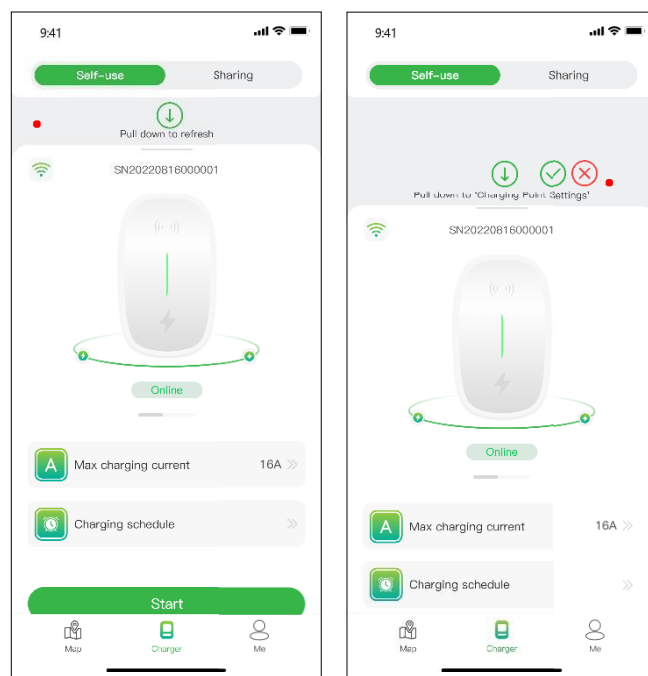 9:41
Self-use Sharing
Pull down to refresh
SN20220816000001
Online
A Max charging current 16A
Charging schedule
Start
Map Charger Me
9:41
Self-use Sharing
Pull down to 'Charging Point Settings'
SN20220816000001
Online
A Max charging current 16A
Charging schedule
Map Charger Me